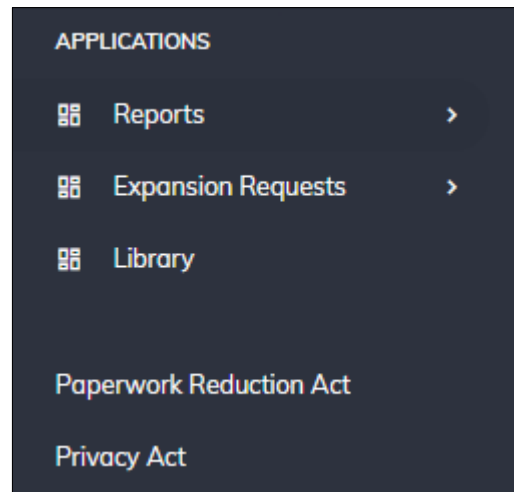 APPLICATIONS
Reports
Expansion Requests
Library
Paperwork Reduction Act
Privacy Act